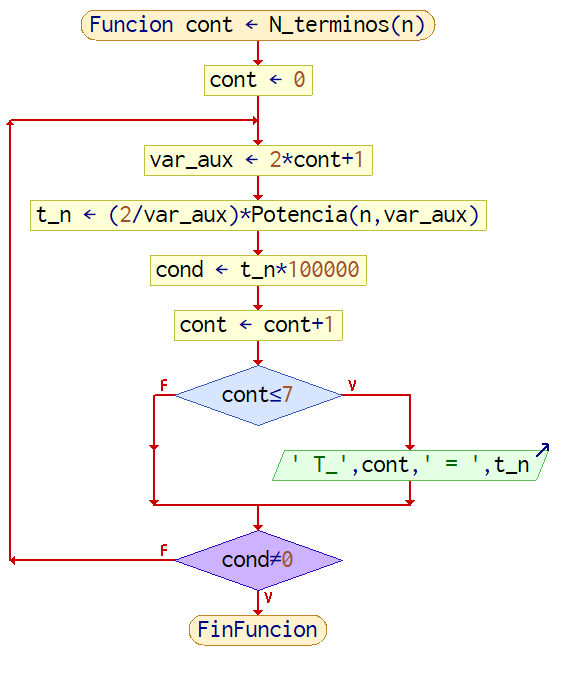 Funcion cont ← N_terminos(n)
cont ← 0
var_aux ← 2*cont+1
t_n ← (2/var_aux)*Potencia(n,var_aux)
cond ← t_n*100000
cont ← cont+1
F
cont≤7
V
' T_',cont,' = ',t_n
F
cond≠0
V
FinFuncion